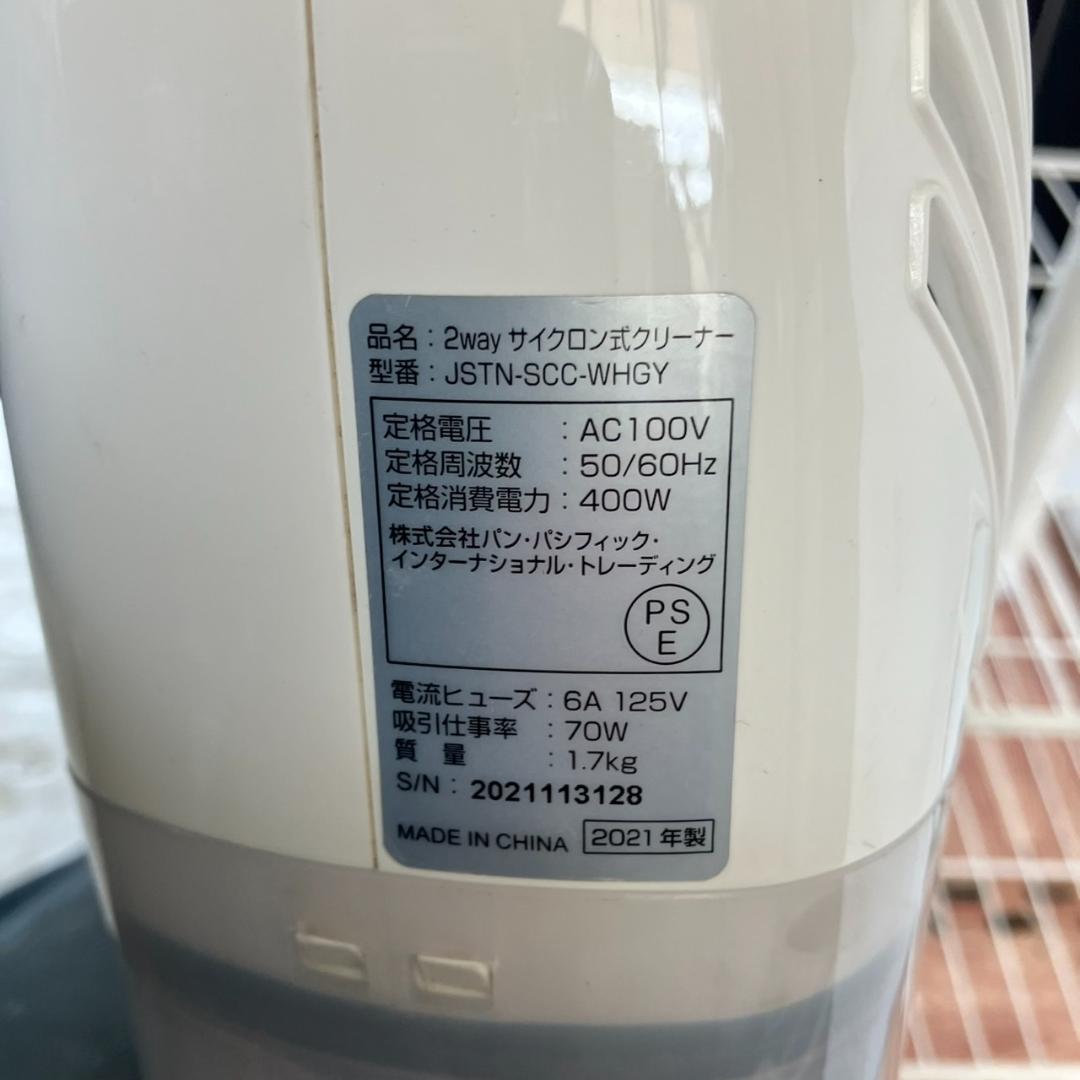 品名：2way サイクロン式クリーナー
型番：JSTN-SCC-WHGY
定格電圧 ：AC100V
定格周波数 ：50/60Hz
定格消費電力：400W
株式会社パン・パシフィック・
インターナショナル・トレーディング
PS
E
電流ヒューズ：6A 125V
吸引仕事率 ：70W
質 量 ：1.7kg
S/N：2021113128
MADE IN CHINA 2021年製